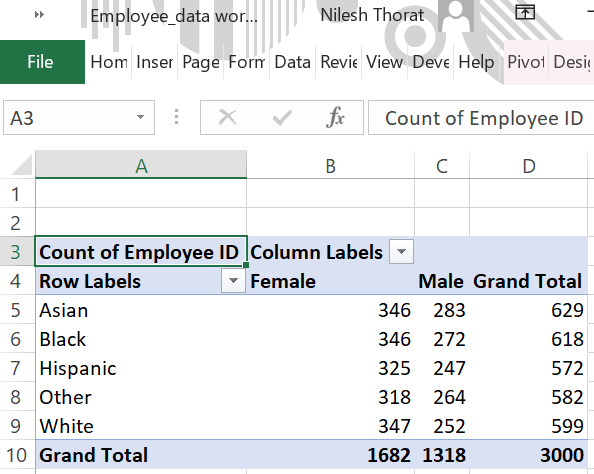 Employee_data wor... Nilesh Thorat
File Hom Inser Page Form Data Revie View Deve Help Pivot Desig
A3 fx Count of Employee ID
A B C D
1
2
3 Count of Employee ID Column Labels
4 Row Labels Female Male Grand Total
5 Asian 346 283 629
6 Black 346 272 618
7 Hispanic 325 247 572
8 Other 318 264 582
9 White 347 252 599
10 Grand Total 1682 1318 3000